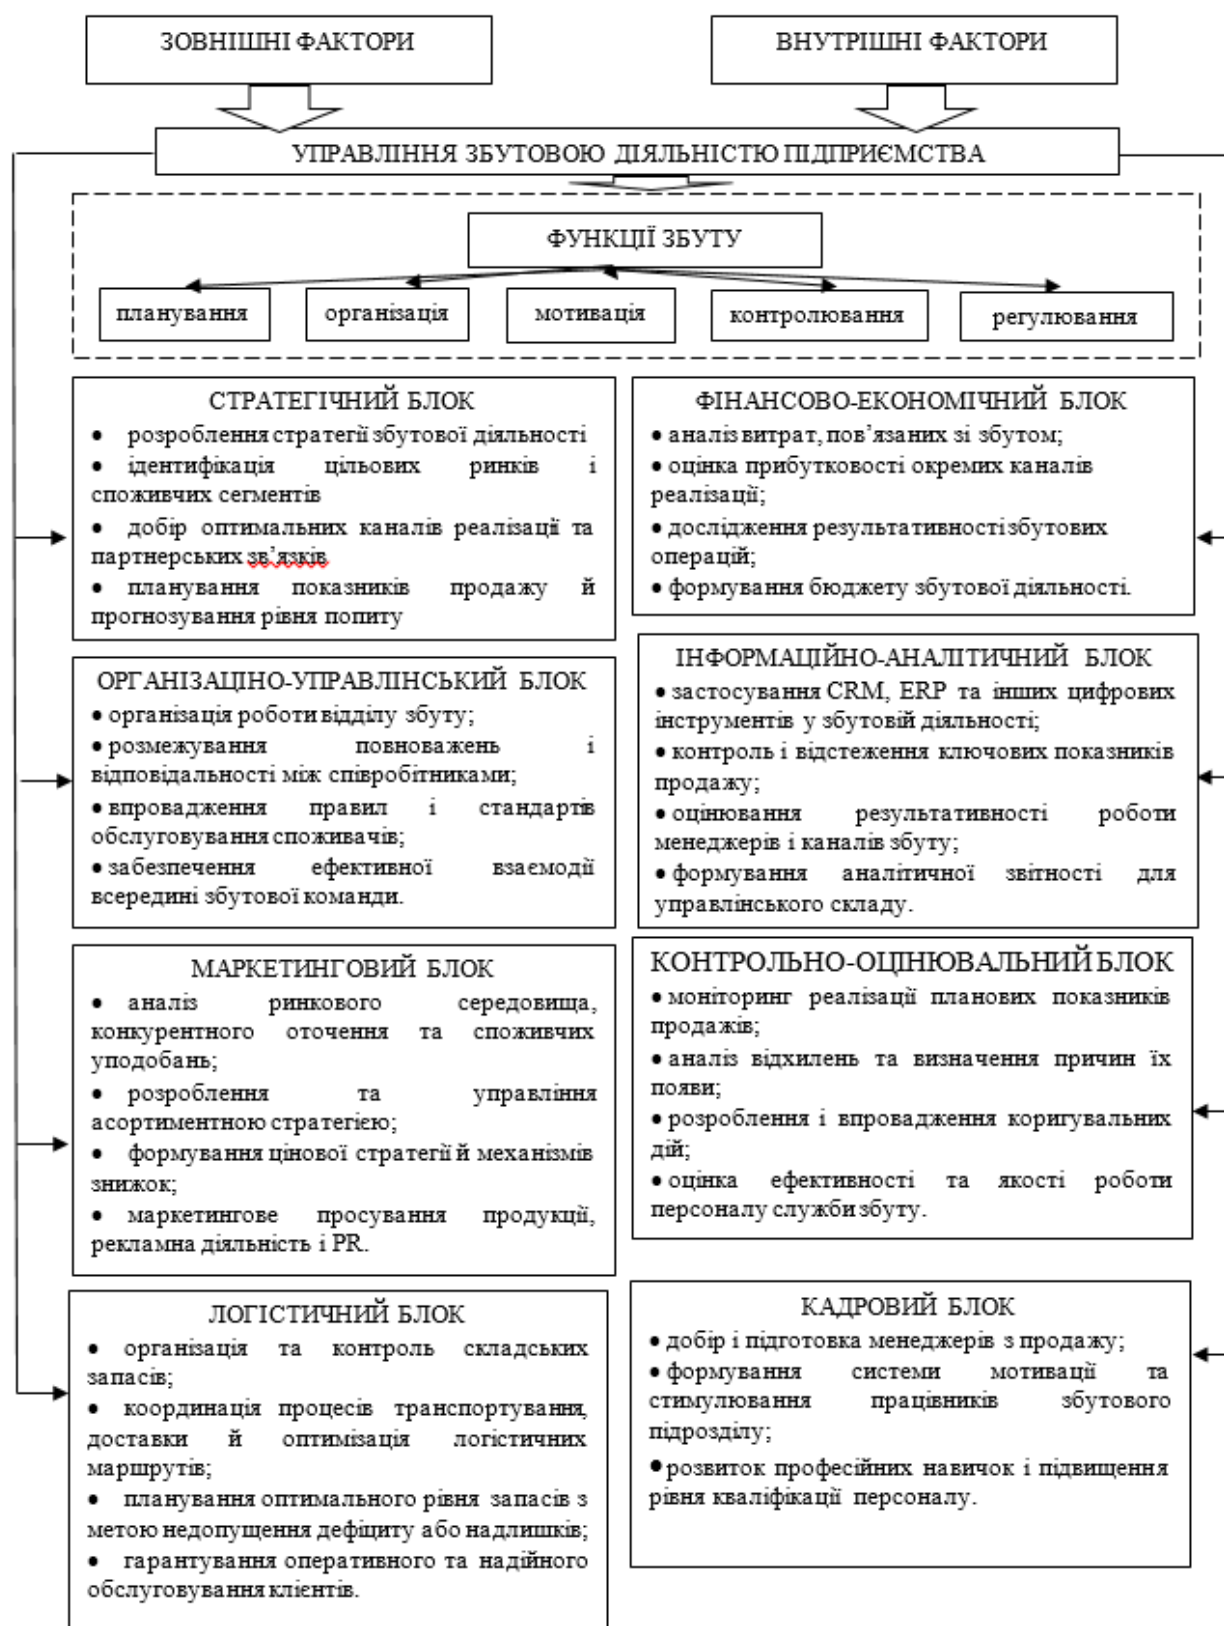 ЗОВНІШНІ ФАКТОРИ
ВНУТРІШНІ ФАКТОРИ
УПРАВЛІННЯ ЗБУТОВОЮ ДІЯЛЬНІСТЮ ПІДПРИЄМСТВА
ФУНКЦІЇ ЗБУТУ
планування
організація
мотивація
контролювання
регулювання
СТРАТЕГІЧНИЙ БЛОК
• розроблення стратегії збутової діяльності
• ідентифікація цільових ринків і
споживчих сегментів
• добір оптимальних каналів реалізації та
партнерських зв’язків
• планування показників продажу й
прогнозування рівня попиту
ФІНАНСОВО-ЕКОНОМІЧНИЙ БЛОК
• аналіз витрат, пов’язаних зі збутом;
• оцінка прибутковості окремих каналів
реалізації;
• дослідження результативності збутових
операцій;
• формування бюджету збутової діяльності.
ОРГАНІЗАЦІНО-УПРАВЛІНСЬКИЙ БЛОК
• організація роботи відділу збуту;
• розмежування повноважень і
відповідальності між співробітниками;
• впровадження правил і стандартів
обслуговування споживачів;
• забезпечення ефективної взаємодії
всередині збутової команди.
ІНФОРМАЦІЙНО-АНАЛІТИЧНИЙ БЛОК
• застосування CRM, ERP та інших цифрових
інструментів у збутовій діяльності;
• контроль і відстеження ключових показників
продажу;
• оцінювання результативності роботи
менеджерів і каналів збуту;
• формування аналітичної звітності для
управлінського складу.
МАРКЕТИНГОВИЙ БЛОК
• аналіз ринкового середовища,
конкурентного оточення та споживчих
уподобань;
• розроблення та управління
асортиментною стратегією;
• формування цінової стратегії й механізмів
знижок;
• маркетингове просування продукції,
рекламна діяльність і PR.
КОНТРОЛЬНО-ОЦІНЮВАЛЬНИЙ БЛОК
• моніторинг реалізації планових показників
продажів;
• аналіз відхилень та визначення причин їх
появи;
• розроблення і впровадження коригувальних
дій;
• оцінка ефективності та якості роботи
персоналу служби збуту.
ЛОГІСТИЧНИЙ БЛОК
• організація та контроль складських
запасів;
• координація процесів транспортування,
доставки й оптимізація логістичних
маршрутів;
• планування оптимального рівня запасів з
метою недопущення дефіциту або надлишків;
• гарантування оперативного та надійного
обслуговування клієнтів.
КАДРОВИЙ БЛОК
• добір і підготовка менеджерів з продажу;
• формування системи мотивації та
стимулювання працівників збутового
підрозділу;
• розвиток професійних навичок і підвищення
рівня кваліфікації персоналу.